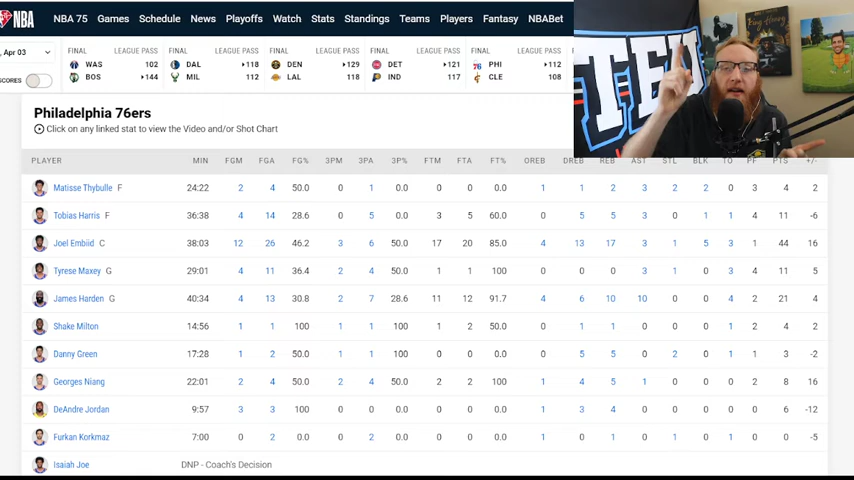 NBA NBA 75 Games Schedule News Playoffs Watch Stats Standings Teams Players Fantasy NBABet
, Apr 03
SCORES
FINAL LEAGUE PASS FINAL LEAGUE PASS FINAL LEAGUE PASS FINAL LEAGUE PASS FINAL LEAGUE PASS
WAS 102 DAL 118 DEN 129 DET 121 PHI 112
BOS 144 MIL 112 LAL 118 IND 117 CLE 108
TEU
Philadelphia 76ers
Click on any linked stat to view the Video and/or Shot Chart
PLAYER MIN FGM FGA FG% 3PM 3PA 3P% FTM FTA FT% OREB DREB REB AST STL BLK TO PF PTS +/-
Matisse Thybulle F 24:22 2 4 50.0 0 1 0.0 0 0 0.0 1 1 2 3 2 2 0 3 4 2
Tobias Harris F 36:38 4 14 28.6 0 5 0.0 3 5 60.0 0 5 5 3 0 1 1 4 11 -6
Joel Embiid C 38:03 12 26 46.2 3 6 50.0 17 20 85.0 4 13 17 3 1 5 3 1 44 16
Tyrese Maxey G 29:01 4 11 36.4 2 4 50.0 1 1 100 0 0 0 3 1 0 3 4 11 5
James Harden G 40:34 4 13 30.8 2 7 28.6 11 12 91.7 4 6 10 10 0 0 4 2 21 4
Shake Milton 14:56 1 1 100 1 1 100 1 2 50.0 0 1 1 0 0 0 1 2 4 2
Danny Green 17:28 1 2 50.0 1 1 100 0 0 0.0 0 5 5 0 2 0 1 1 3 -2
Georges Niang 22:01 2 4 50.0 2 4 50.0 2 2 100 1 4 5 1 0 0 0 2 8 16
DeAndre Jordan 9:57 3 3 100 0 0 0.0 0 0 0.0 1 3 4 0 0 0 0 0 6 -12
Furkan Korkmaz 7:00 0 2 0.0 0 2 0.0 0 0 0.0 1 0 1 0 1 0 1 0 0 -5
Isaiah Joe DNP - Coach's Decision